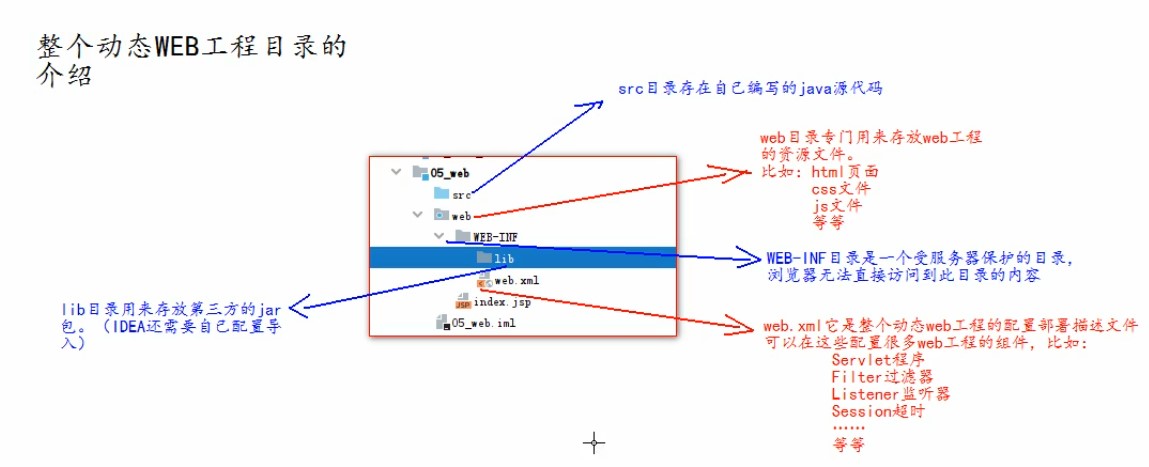 整个动态WEB工程目录的
介绍
src目录存在自己编写的java源代码
web目录专门用来存放web工程
的资源文件。
比如: html页面
css文件
js文件
等等
05_web
src
web
WEB-INF
lib
web.xml
index.jsp
05_web.iml
WEB-INF目录是一个受服务器保护的目录,
浏览器无法直接访问到此目录的内容
lib目录用来存放第三方的jar
包。（IDEA还需要自己配置导
入）
web.xml它是整个动态web工程的配置部署描述文件
可以在这些配置很多web工程的组件, 比如:
Servlet程序
Filter过滤器
Listener监听器
Session超时
······
等等